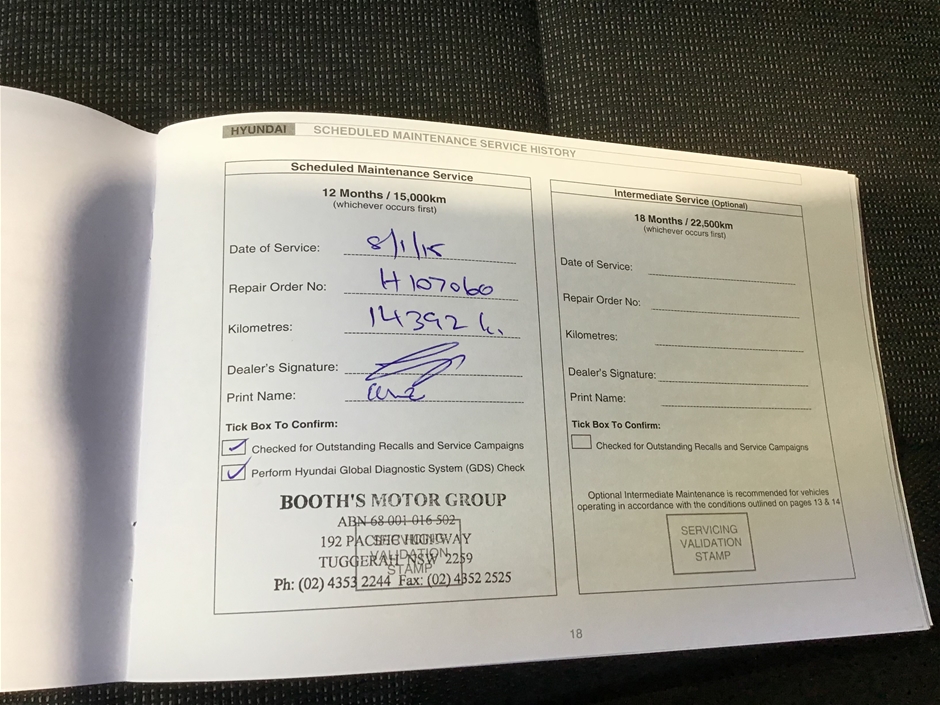 HYUNDAI SCHEDULED MAINTENANCE SERVICE HISTORY
Scheduled Maintenance Service
12 Months / 15,000km
(whichever occurs first)
Date of Service: 8/1/15
Repair Order No: H107060
Kilometres: 14392 k.
Dealer's Signature:
Print Name:
Tick Box To Confirm:
Checked for Outstanding Recalls and Service Campaigns
Perform Hyundai Global Diagnostic System (GDS) Check
BOOTH'S MOTOR GROUP
ABN 68 001 016 502
192 PACIFIC HIGHWAY
TUGGERAH NSW 2259
Ph: (02) 4353 2244 Fax: (02) 4352 2525
SERVICING
VALIDATION
STAMP
Intermediate Service (Optional)
18 Months / 22,500km
(whichever occurs first)
Date of Service:
Repair Order No:
Kilometres:
Dealer's Signature:
Print Name:
Tick Box To Confirm:
Checked for Outstanding Recalls and Service Campaigns
Optional Intermediate Maintenance is recommended for vehicles
operating in accordance with the conditions outlined on pages 13 & 14
SERVICING
VALIDATION
STAMP
18